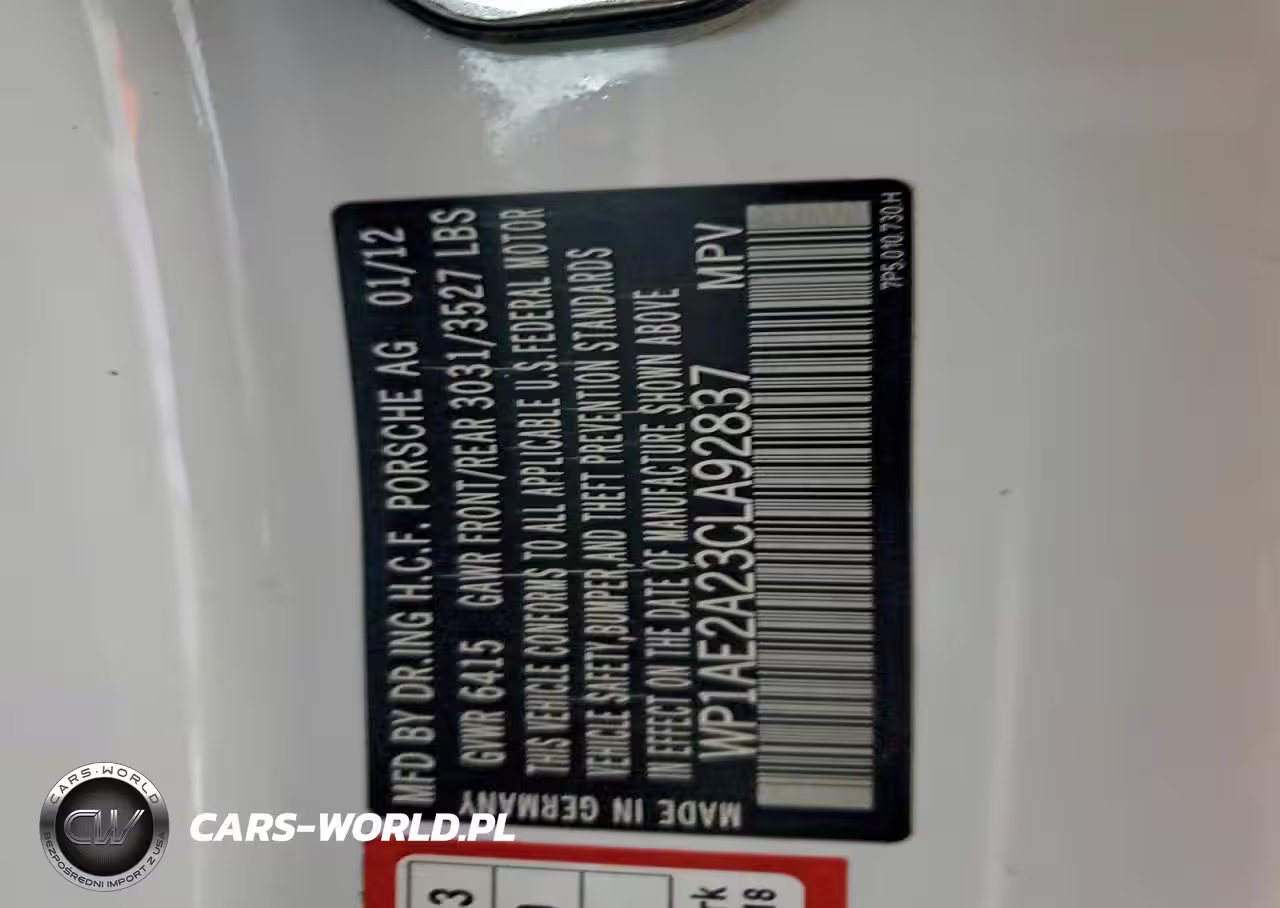 MFD BY DR.ING H.C.F. PORSCHE AG 01/12
GVWR 6415 GAWR FRONT/REAR 3031/3527 LBS
THIS VEHICLE CONFORMS TO ALL APPLICABLE U.S.FEDERAL MOTOR
VEHICLE SAFETY,BUMPER,AND THEFT PREVENTION STANDARDS
IN EFFECT ON THE DATE OF MANUFACTURE SHOWN ABOVE
WP1AE2A23CLA92837 MPV
MADE IN GERMANY
7P5.010.730.H
3
rk
18
CARS-WORLD
CW
BEZPOŚREDNI IMPORT Z USA
CARS-WORLD.PL